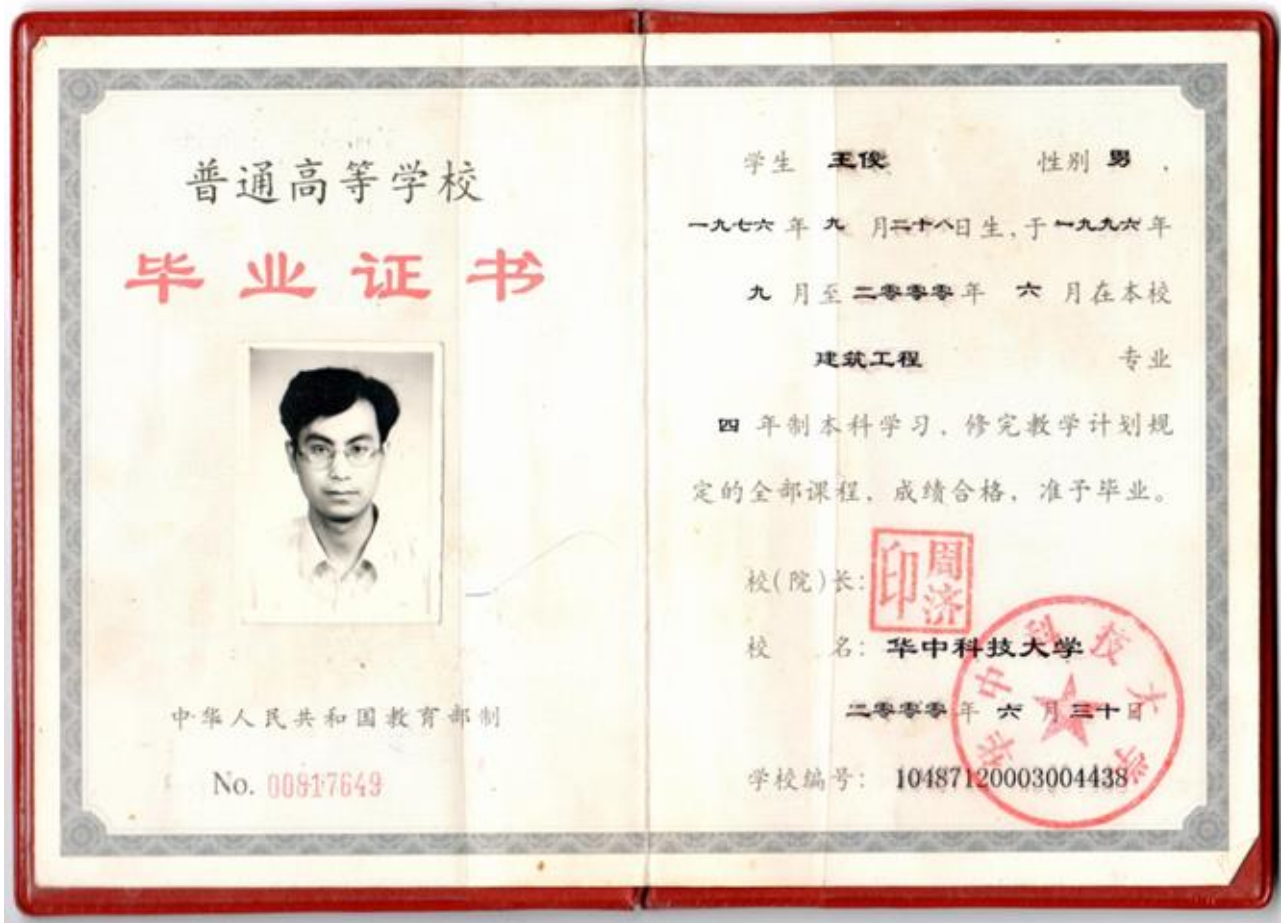 普通高等学校
毕业证书
中华人民共和国教育部制
No. 00817649
学生 王俊 性别 男 ，
一九七六 年 九 月二十八日生，于一九九六年
九 月至二零零零年 六 月在本校
建筑工程 专业
四 年制本科学习，修完教学计划规
定的全部课程，成绩合格，准予毕业。
校(院)长：
周济印
校 名：华中科技大学
二零零零年 六 月三十日
华中科技大学
学校编号： 104871200003004438